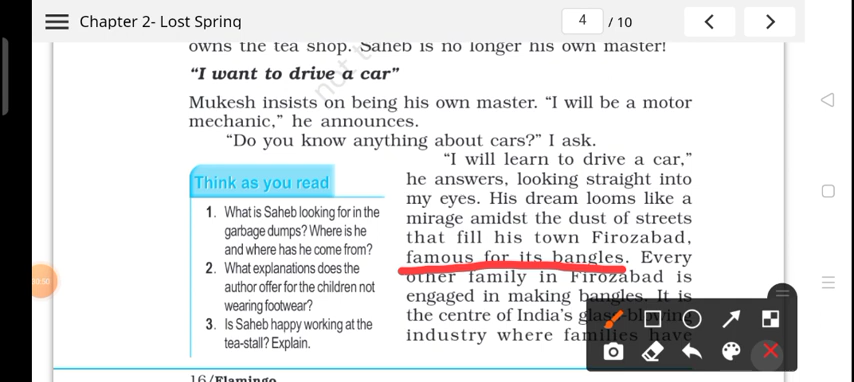 Chapter 2- Lost Spring
4 / 10
owns the tea shop. Saheb is no longer his own master!
"I want to drive a car"
Mukesh insists on being his own master. "I will be a motor
mechanic," he announces.
"Do you know anything about cars?" I ask.
"I will learn to drive a car,"
he answers, looking straight into
my eyes. His dream looms like a
mirage amidst the dust of streets
that fill his town Firozabad,
famous for its bangles. Every
other family in Firozabad is
engaged in making bangles. It is
the centre of India's glass-blowing
industry where families have
Think as you read
1. What is Saheb looking for in the
garbage dumps? Where is he
and where has he come from?
2. What explanations does the
author offer for the children not
wearing footwear?
3. Is Saheb happy working at the
tea-stall? Explain.
16/Flamingo
not t